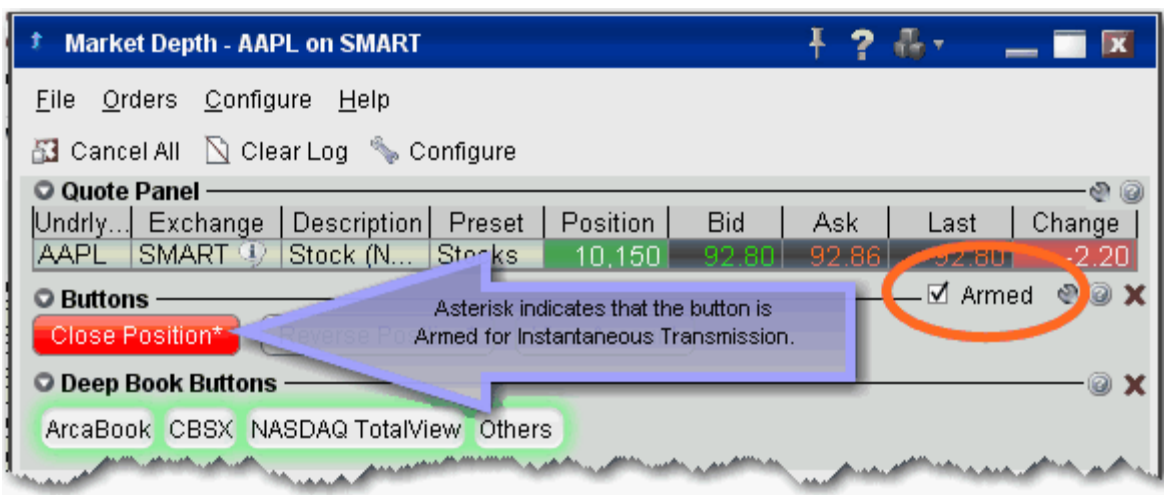 Market Depth - AAPL on SMART
File Orders Configure Help
Cancel All Clear Log Configure
Quote Panel
Undrly... Exchange Description Preset Position Bid Ask Last Change
AAPL SMART Stock (N... Stocks 10,150 92.80 92.86 92.80 -2.20
Buttons Armed
Asterisk indicates that the button is
Close Position* Reverse Armed for Instantaneous Transmission.
Deep Book Buttons
ArcaBook CBSX NASDAQ TotalView Others